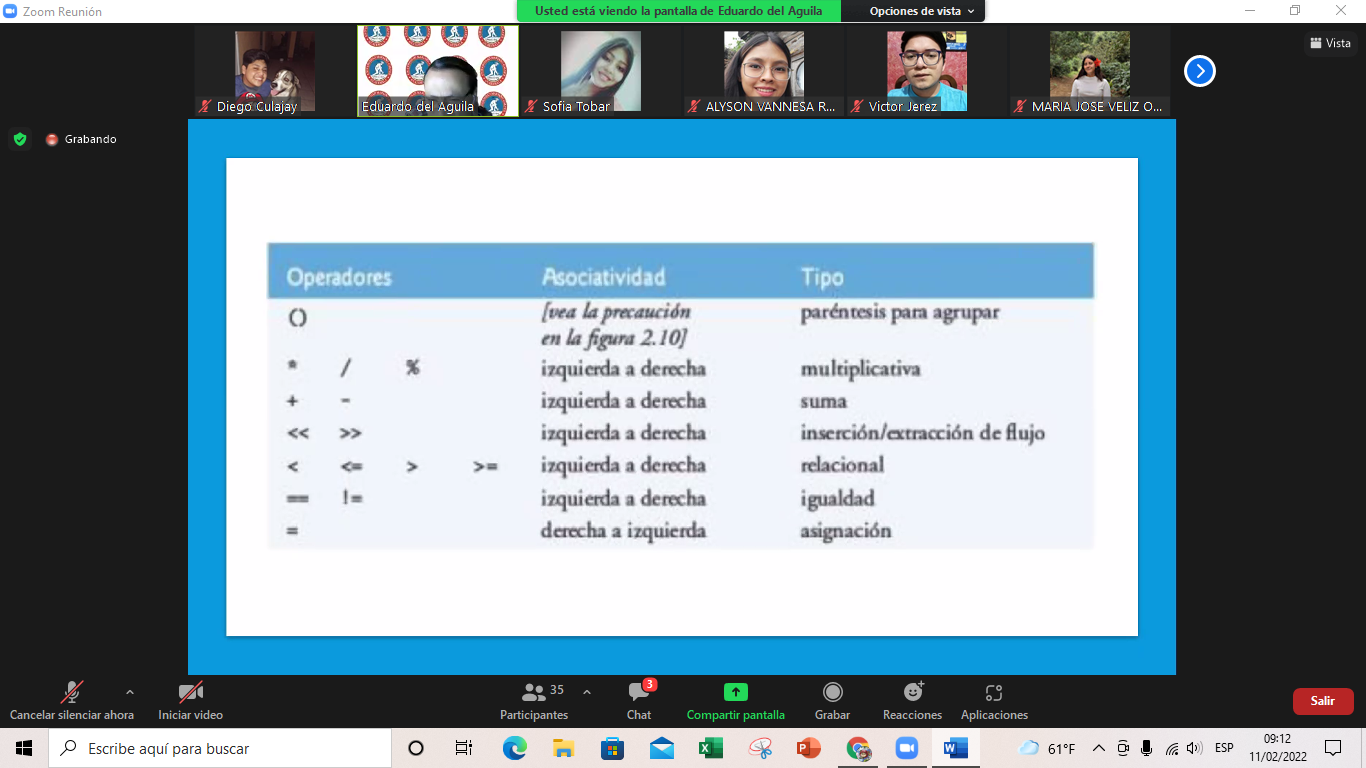 Zoom Reunión
Usted está viendo la pantalla de Eduardo del Aguila
Opciones de vista
Vista
Diego Culajay
Eduardo del Aguila
Sofia Tobar
ALYSON VANNESA R...
Victor Jerez
MARIA JOSE VELIZ O...
Grabando
Operadores Asociatividad Tipo
() [vea la precaución paréntesis para agrupar
en la figura 2.10]
* / % izquierda a derecha multiplicativa
+ - izquierda a derecha suma
<< >> izquierda a derecha inserción/extracción de flujo
< <= > >= izquierda a derecha relacional
== != izquierda a derecha igualdad
= derecha a izquierda asignación
Cancelar silenciar ahora
Iniciar video
35
Participantes
3
Chat
Compartir pantalla
Grabar
Reacciones
Aplicaciones
Salir
Escribe aquí para buscar
61°F
ESP
09:12
11/02/2022